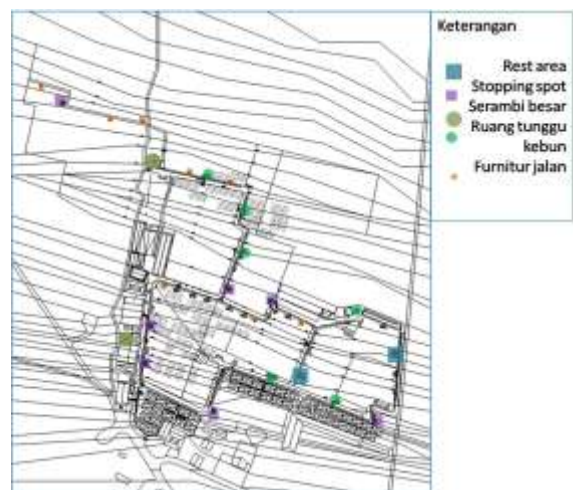 Keterangan
Rest area
Stopping spot
Serambi besar
Ruang tunggu
kebun
Furnitur jalan